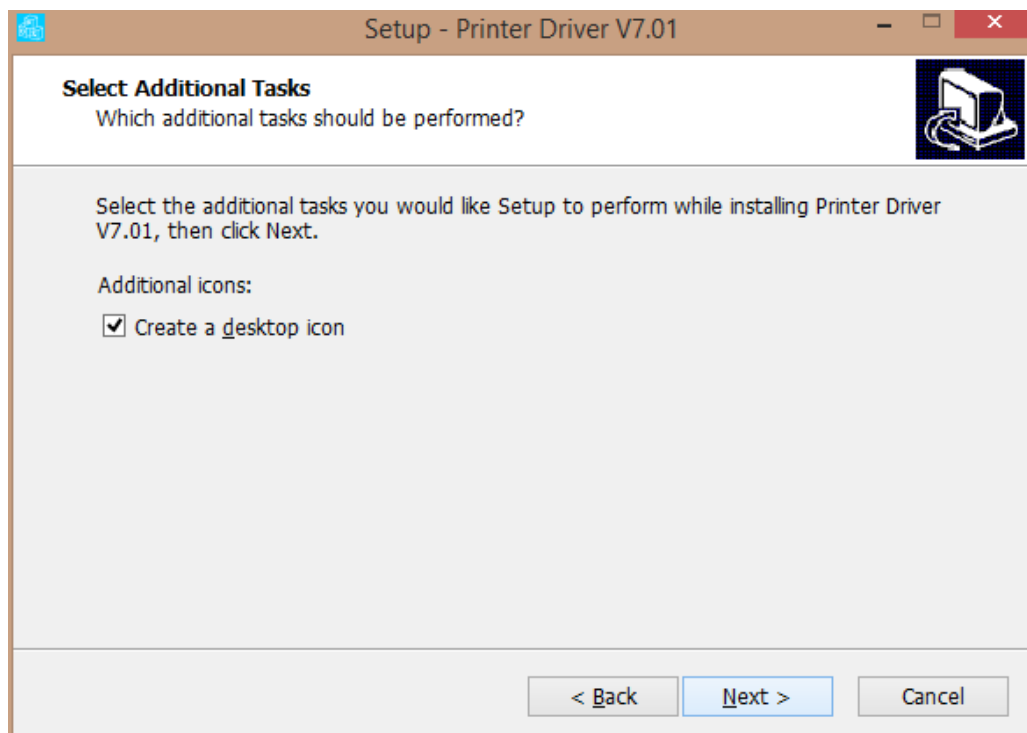 Setup - Printer Driver V7.01
Select Additional Tasks
Which additional tasks should be performed?
Select the additional tasks you would like Setup to perform while installing Printer Driver
V7.01, then click Next.
Additional icons:
Create a desktop icon
< Back
Next >
Cancel